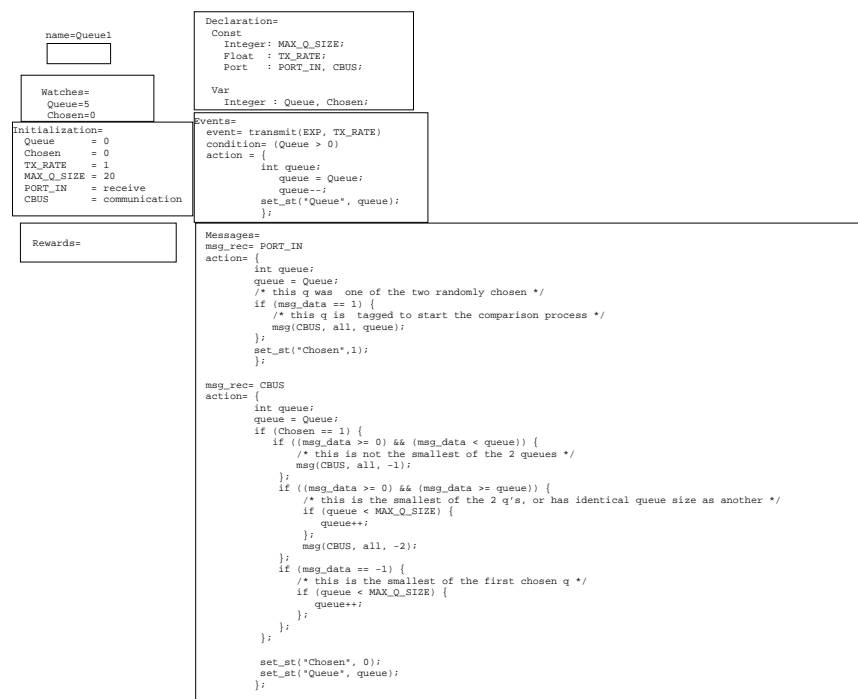 name=Queue1
Watches=
Queue=5
Chosen=0
Initialization=
Queue = 0
Chosen = 0
TX_RATE = 1
MAX_Q_SIZE = 20
PORT_IN = receive
CBUS = communication
Rewards=
Declaration=
Const
Integer: MAX_Q_SIZE;
Float : TX_RATE;
Port : PORT_IN, CBUS;
Var
Integer : Queue, Chosen;
Events=
event= transmit(EXP, TX_RATE)
condition= (Queue > 0)
action = {
int queue;
queue = Queue;
queue--;
set_st("Queue", queue);
};
Messages=
msg_rec= PORT_IN
action= {
int queue;
queue = Queue;
/* this q was one of the two randomly chosen */
if (msg_data == 1) {
/* this q is tagged to start the comparison process */
msg(CBUS, all, queue);
};
set_st("Chosen",1);
};
msg_rec= CBUS
action= {
int queue;
queue = Queue;
if (Chosen == 1) {
if ((msg_data >= 0) && (msg_data < queue)) {
/* this is not the smallest of the 2 queues */
msg(CBUS, all, -1);
};
if ((msg_data >= 0) && (msg_data >= queue)) {
/* this is the smallest of the 2 q's, or has identical queue size as another */
if (queue < MAX_Q_SIZE) {
queue++;
};
msg(CBUS, all, -2);
};
if (msg_data == -1) {
/* this is the smallest of the first chosen q */
if (queue < MAX_Q_SIZE) {
queue++;
};
};
};
set_st("Chosen", 0);
set_st("Queue", queue);
};